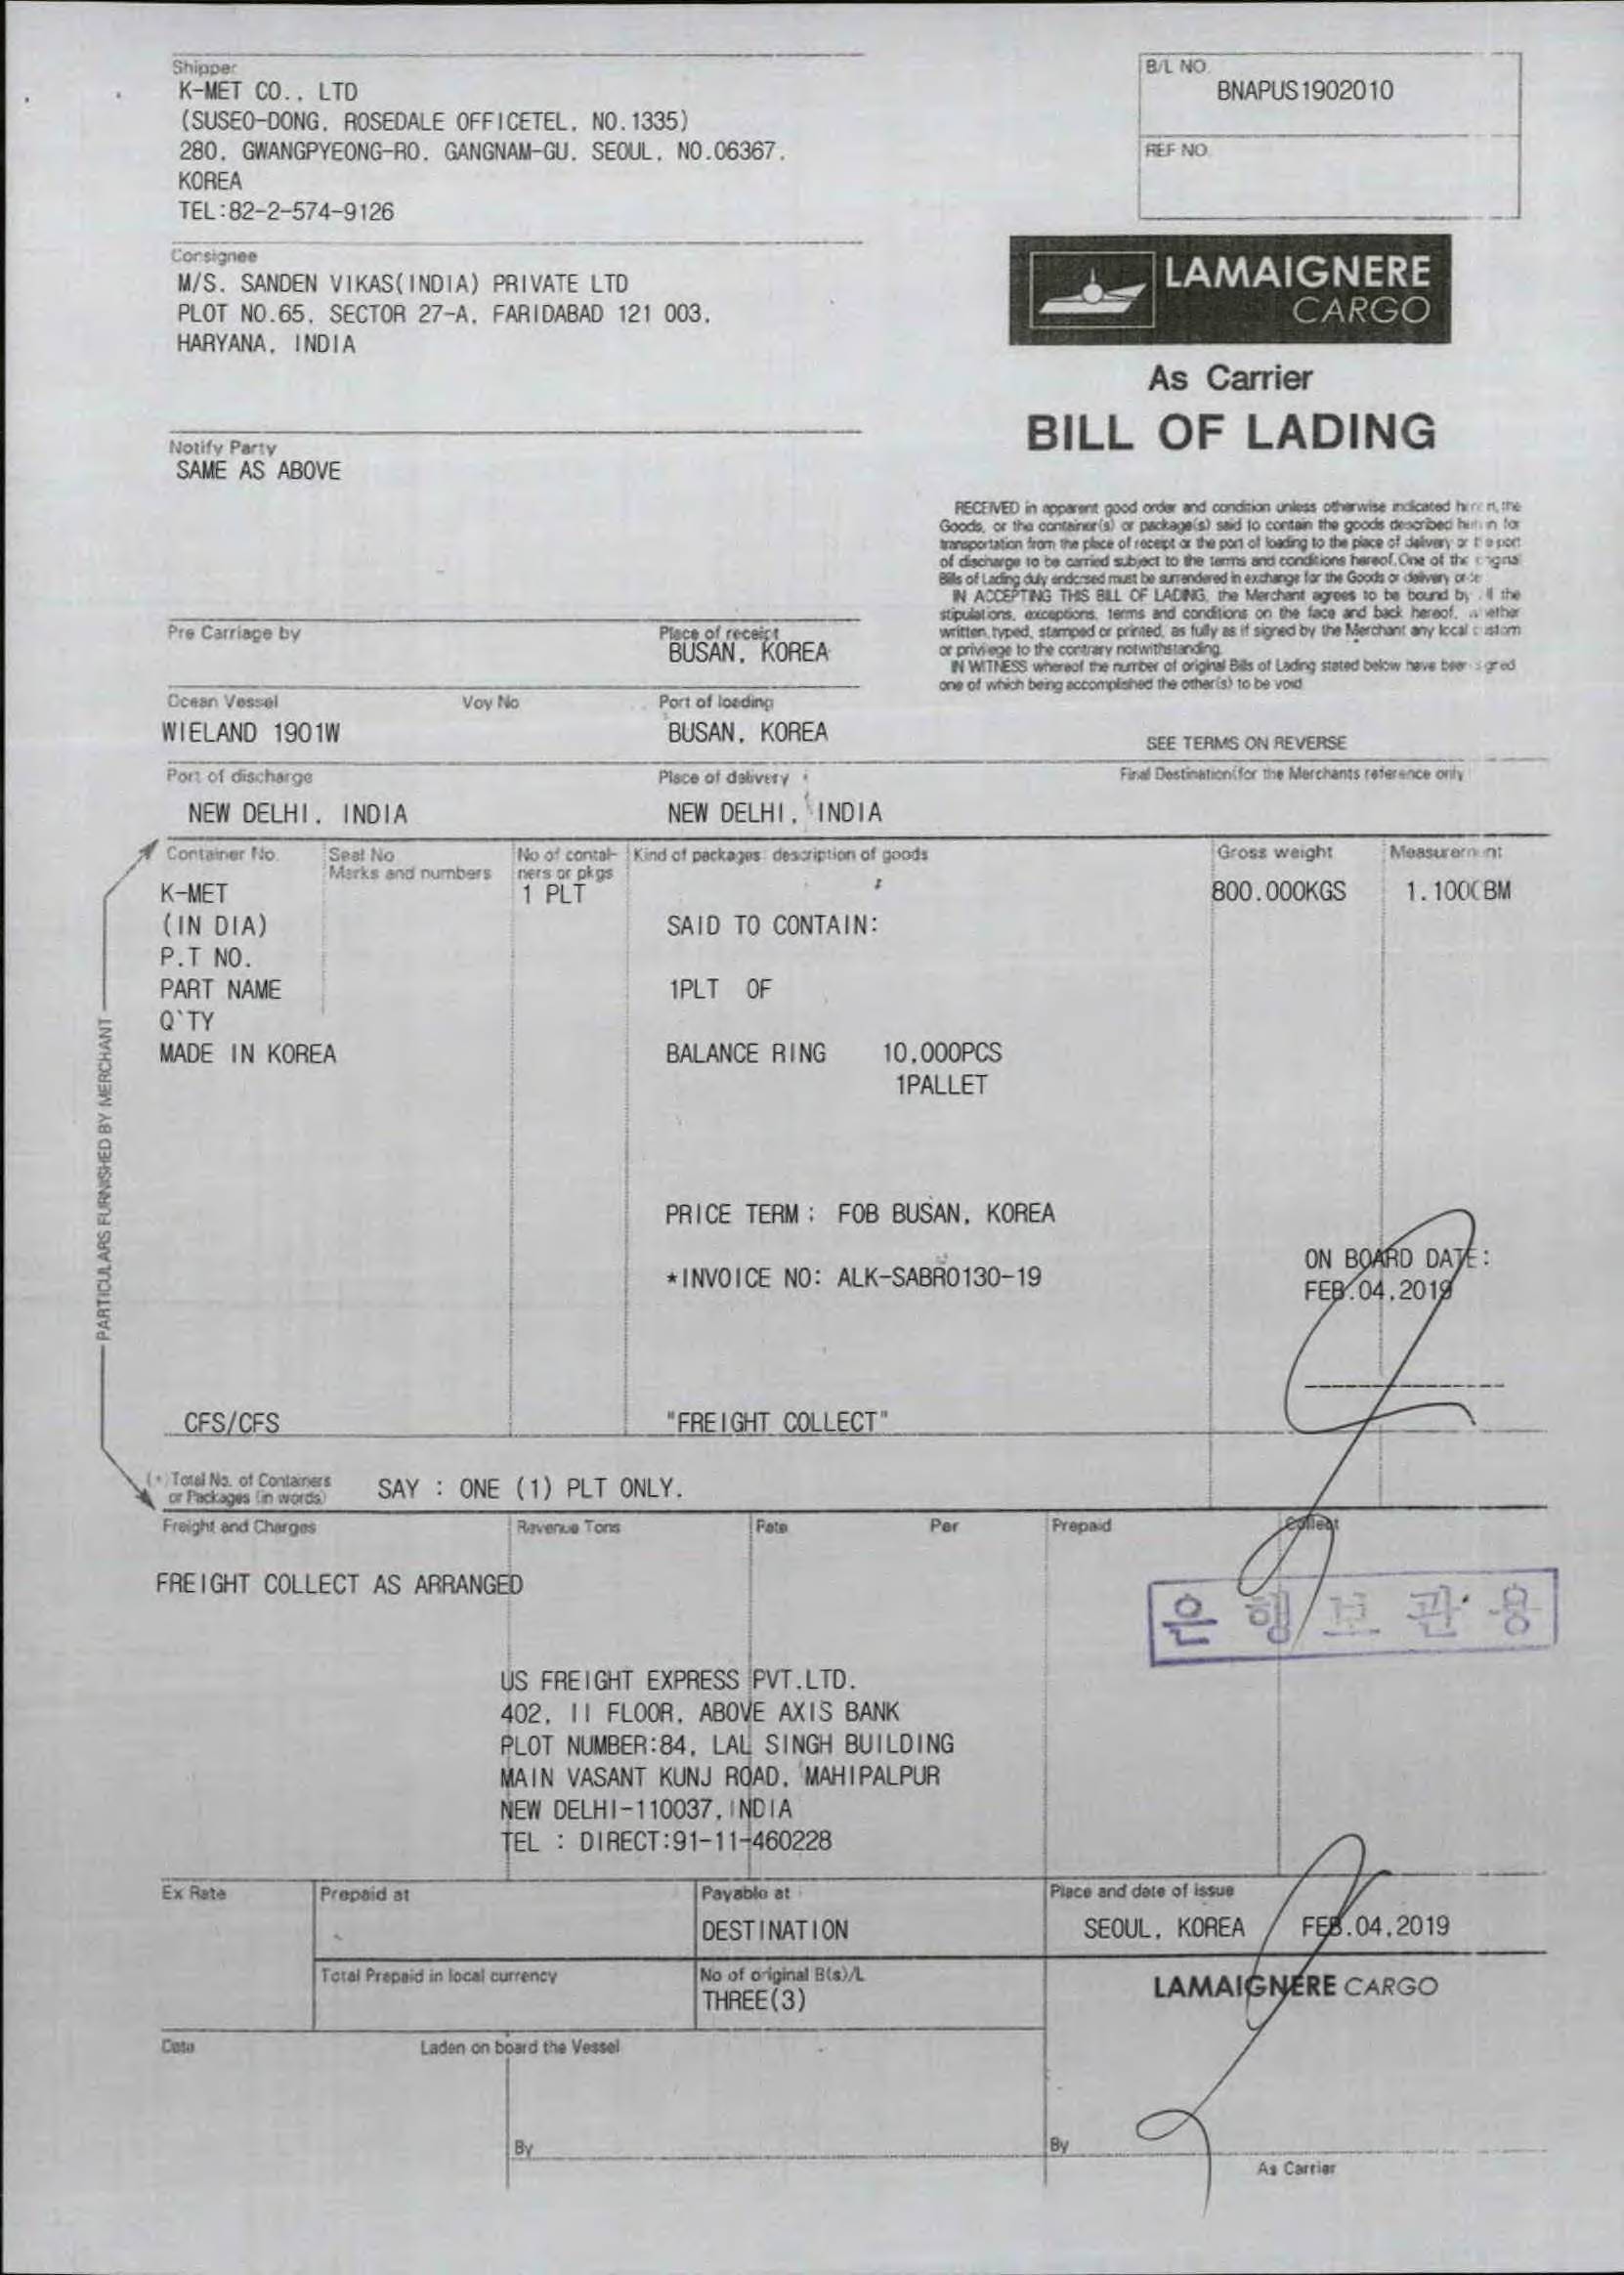 Shipper
K-MET CO., LTD
(SUSEO-DONG, ROSEDALE OFFICETEL, NO.1335)
280, GWANGPYEONG-RO, GANGNAM-GU, SEOUL, NO.06367,
KOREA
TEL:82-2-574-9126
B/L NO.
BNAPUS1902010
REF NO.
Consignee
M/S. SANDEN VIKAS(INDIA) PRIVATE LTD
PLOT NO.65, SECTOR 27-A, FARIDABAD 121 003,
HARYANA, INDIA
LAMAIGNERE
CARGO
As Carrier
BILL OF LADING
Notify Party
SAME AS ABOVE
RECEIVED in apparent good order and condition unless otherwise indicated the
Goods, or the container(s) or package(s) said to contain the goods described for
transportation from the place of receipt or the port of loading to the place of delivery or port
of discharge to be carried subject to the terms and conditions hereof. One of the
Bills of Lading duly endorsed must be surrendered in exchange for the Goods or delivery
IN ACCEPTING THIS BILL OF LADING, the Merchant agrees to be bound the
stipulations, exceptions, terms and conditions on the face and back hereof,
written, typed, stamped or printed, as fully as if signed by the Merchant any local
or privilege to the contrary notwithstanding.
IN WITNESS whereof the number of original Bills of Lading stated below have been
one of which being accomplished the other(s) to be void
Pre Carriage by
Place of receipt
BUSAN, KOREA
Ocean Vessel
Voy No
Port of loading
WIELAND 1901W
BUSAN, KOREA
SEE TERMS ON REVERSE
Port of discharge
Place of delivery
Final Destination(for the Merchants reference only
NEW DELHI, INDIA
NEW DELHI, INDIA
Container No.
Seal No
Marks and numbers
No of contai-
ners or pkgs
Kind of packages: description of goods
Gross weight
Measurement
K-MET
1 PLT
800.000KGS
1.100CBM
(IN DIA)
SAID TO CONTAIN:
P.T NO.
PART NAME
1PLT OF
Q`TY
MADE IN KOREA
BALANCE RING 10,000PCS
1PALLET
PARTICULARS FURNISHED BY MERCHANT
PRICE TERM : FOB BUSAN, KOREA
*INVOICE NO: ALK-SABR0130-19
ON BOARD DATE:
FEB.04.2019
CFS/CFS
"FREIGHT COLLECT"
(*)Total No. of Containers
or Packages (in words)
SAY : ONE (1) PLT ONLY.
Freight and Charges
Revenue Tons
Rate
Per
Prepaid
Collect
FREIGHT COLLECT AS ARRANGED
은행보관용
US FREIGHT EXPRESS PVT.LTD.
402, II FLOOR, ABOVE AXIS BANK
PLOT NUMBER:84, LAL SINGH BUILDING
MAIN VASANT KUNJ ROAD, MAHIPALPUR
NEW DELHI-110037, INDIA
TEL : DIRECT:91-11-460228
Ex Rate
Prepaid at
Payable at
DESTINATION
Place and date of issue
SEOUL, KOREA FEB.04.2019
Total Prepaid in local currency
No of original B(s)/L
THREE(3)
LAMAIGNERE CARGO
Date
Laden on board the Vessel
By
By
As Carrier